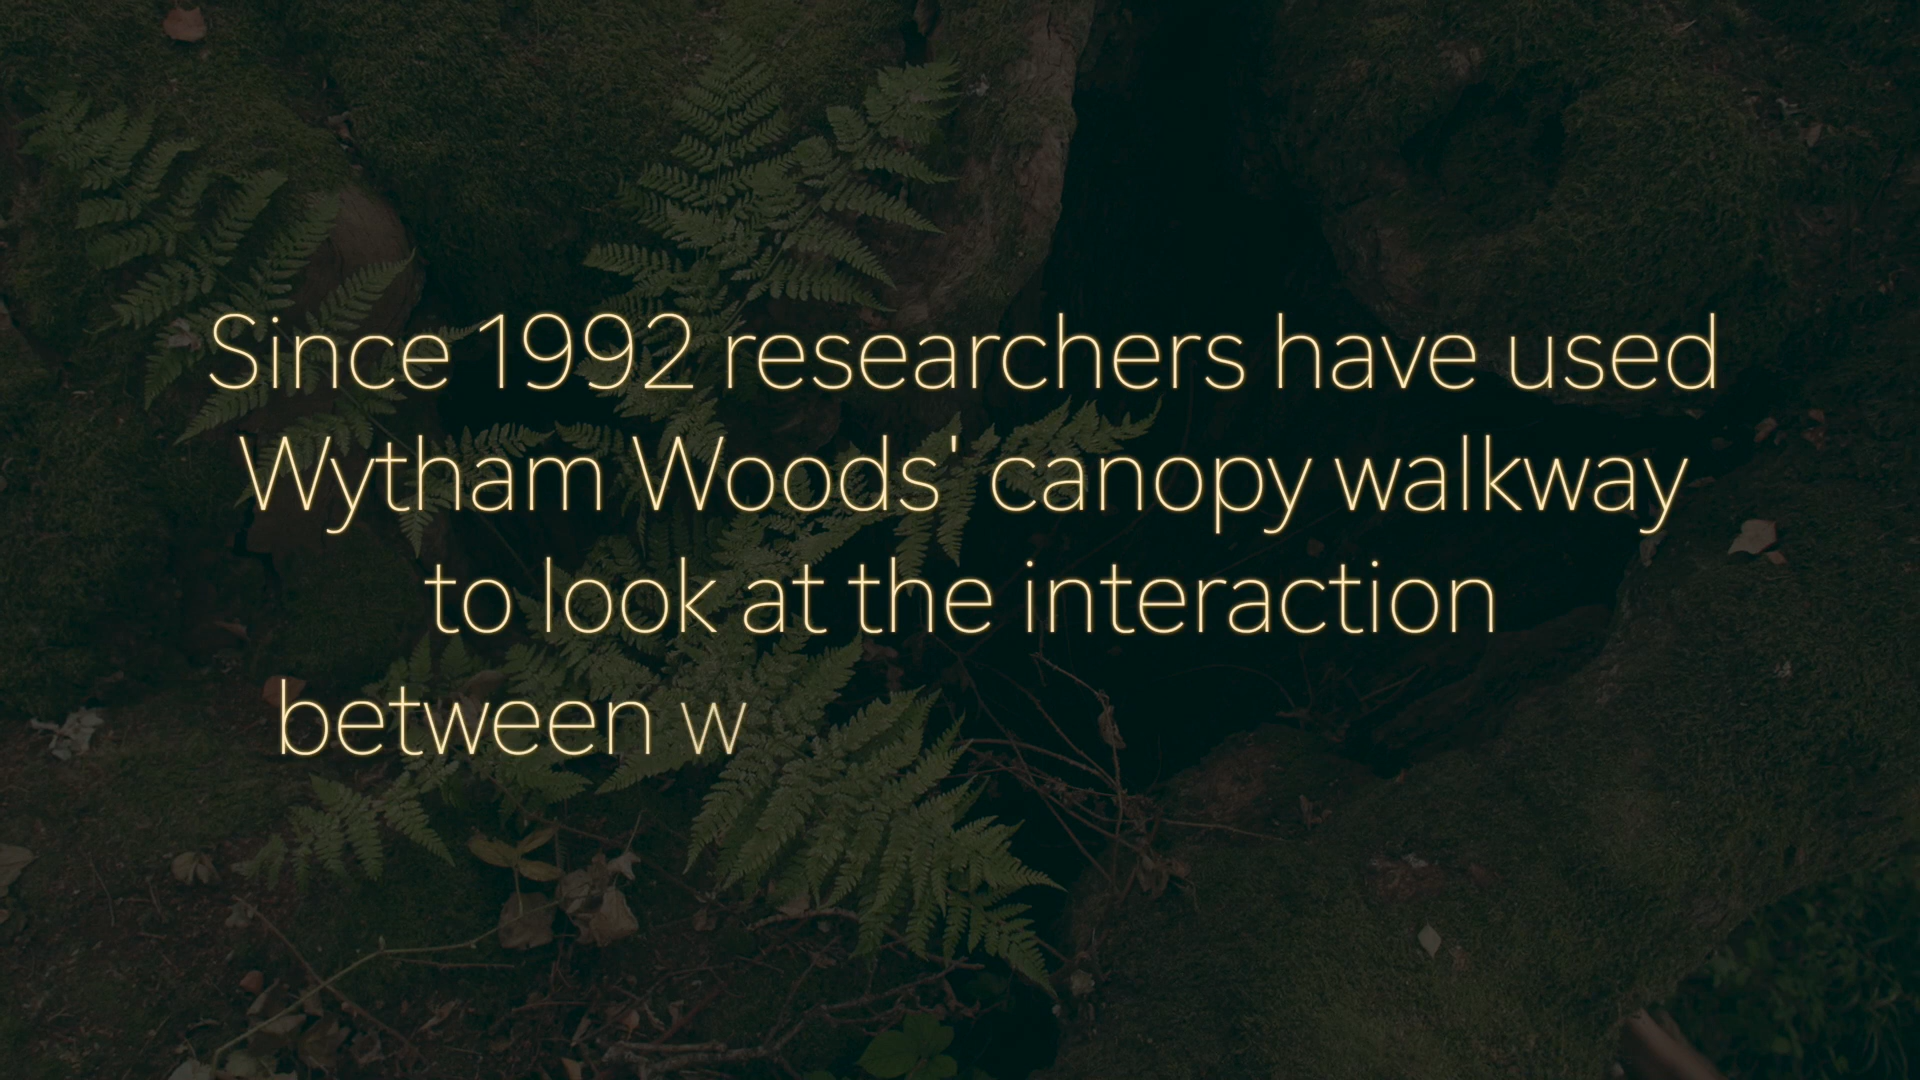 Since 1992 researchers have used
Wytham Woods' canopy walkway
to look at the interaction
between w